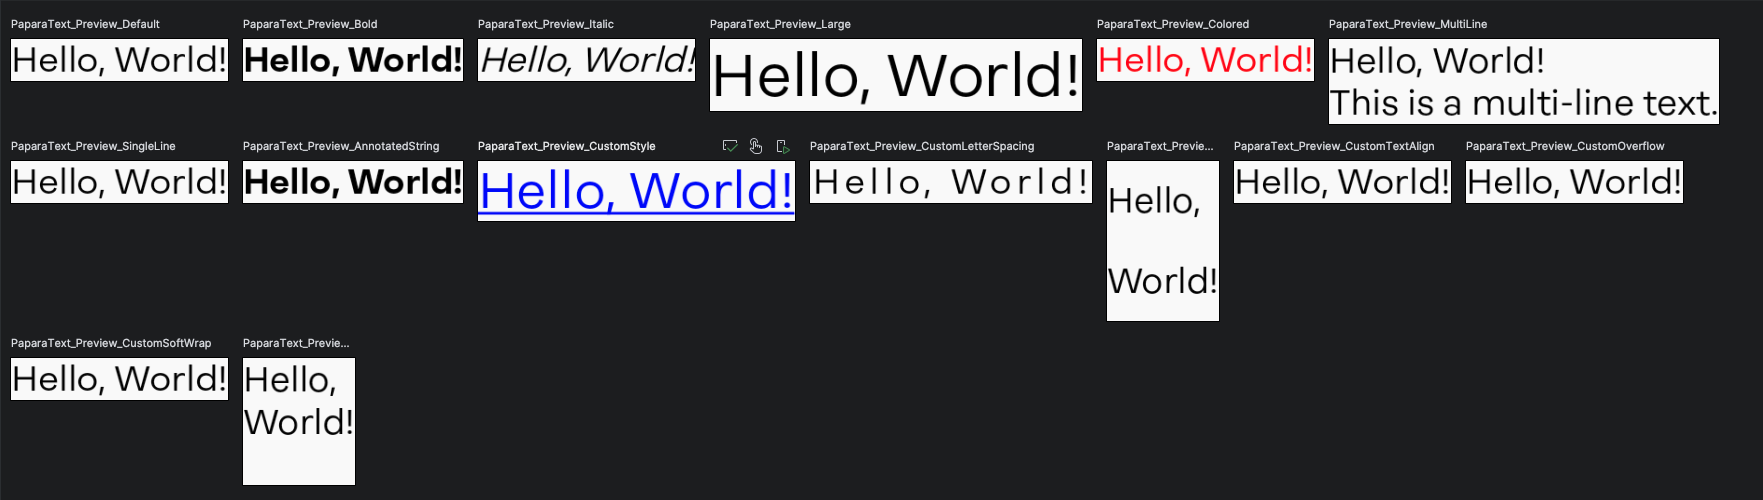 PaparaText_Preview_Default
Hello, World!
PaparaText_Preview_Bold
Hello, World!
PaparaText_Preview_Italic
Hello, World!
PaparaText_Preview_Large
Hello, World!
PaparaText_Preview_Colored
Hello, World!
PaparaText_Preview_MultiLine
Hello, World!
This is a multi-line text.
PaparaText_Preview_SingleLine
Hello, World!
PaparaText_Preview_AnnotatedString
Hello, World!
PaparaText_Preview_CustomStyle
Hello, World!
PaparaText_Preview_CustomLetterSpacing
Hello, World!
PaparaText_Previe...
Hello,
World!
PaparaText_Preview_CustomTextAlign
Hello, World!
PaparaText_Preview_CustomOverflow
Hello, World!
PaparaText_Preview_CustomSoftWrap
Hello, World!
PaparaText_Previe...
Hello,
World!